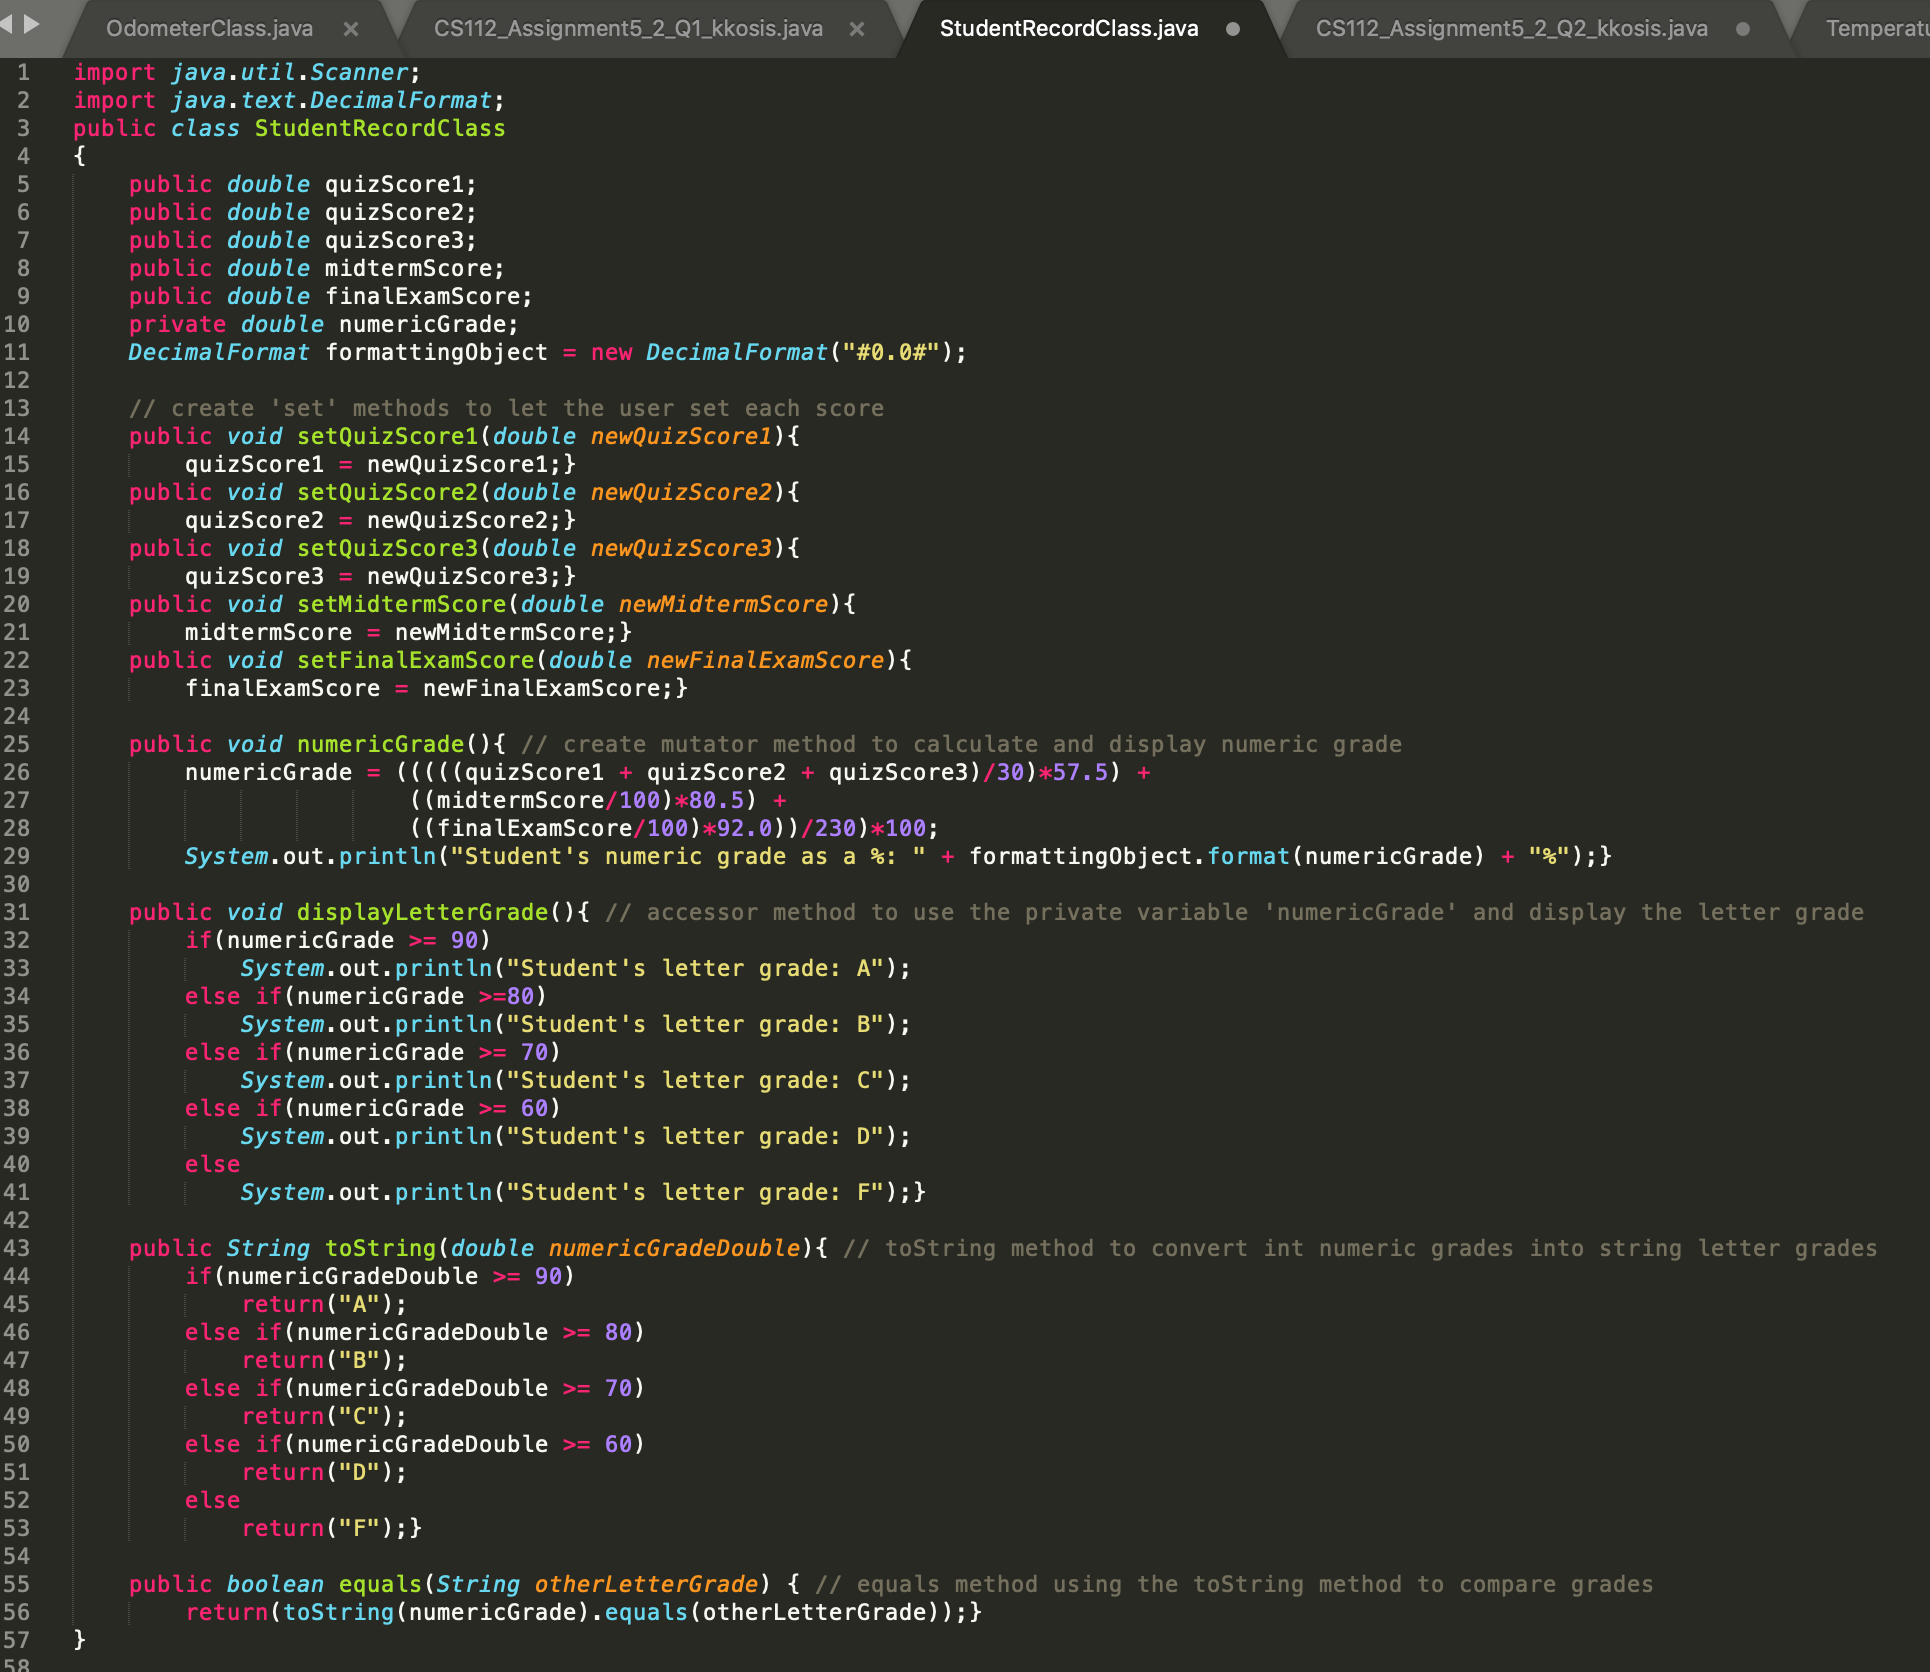 OdometerClass.java × CS112_Assignment5_2_Q1_kkosis.java × StudentRecordClass.java CS112_Assignment5_2_Q2_kkosis.java
1 import java.util.Scanner;
2 import java.text.DecimalFormat;
3 public class StudentRecordClass
4 {
5 public double quizScore1;
6 public double quizScore2;
7 public double quizScore3;
8 public double midtermScore;
9 public double finalExamScore;
10 private double numericGrade;
11 DecimalFormat formattingObject = new DecimalFormat("#0.0#");
12
13 // create 'set' methods to let the user set each score
14 public void setQuizScore1(double newQuizScore1){
15 quizScore1 = newQuizScore1;}
16 public void setQuizScore2(double newQuizScore2){
17 quizScore2 = newQuizScore2;}
18 public void setQuizScore3(double newQuizScore3){
19 quizScore3 = newQuizScore3;}
20 public void setMidtermScore(double newMidtermScore){
21 midtermScore = newMidtermScore;}
22 public void setFinalExamScore(double newFinalExamScore){
23 finalExamScore = newFinalExamScore;}
24
25 public void numericGrade(){ // create mutator method to calculate and display numeric grade
26 numericGrade = (((((quizScore1 + quizScore2 + quizScore3)/30)*57.5) +
27 ((midtermScore/100)*80.5) +
28 ((finalExamScore/100)*92.0))/230)*100;
29 System.out.println("Student's numeric grade as a %: " + formattingObject.format(numericGrade) + "%");}
30
31 public void displayLetterGrade(){ // accessor method to use the private variable 'numericGrade' and display the letter grade
32 if(numericGrade >= 90)
33 System.out.println("Student's letter grade: A");
34 else if(numericGrade >=80)
35 System.out.println("Student's letter grade: B");
36 else if(numericGrade >= 70)
37 System.out.println("Student's letter grade: C");
38 else if(numericGrade >= 60)
39 System.out.println("Student's letter grade: D");
40 else
41 System.out.println("Student's letter grade: F");}
42
43 public String toString(double numericGradeDouble){ // toString method to convert int numeric grades into string letter grades
44 if(numericGradeDouble >= 90)
45 return("A");
46 else if(numericGradeDouble >= 80)
47 return("B");
48 else if(numericGradeDouble >= 70)
49 return("C");
50 else if(numericGradeDouble >= 60)
51 return("D");
52 else
53 return("F");}
54
55 public boolean equals(String otherLetterGrade) { // equals method using the toString method to compare grades
56 return(toString(numericGrade).equals(otherLetterGrade));}
57 }
58